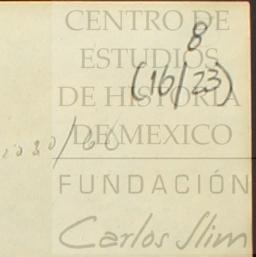 CENTRO DE
8
ESTUDIOS
(16/23)
DE HISTORIA
DE MEXICO
FUNDACIÓN
Carlos Slim